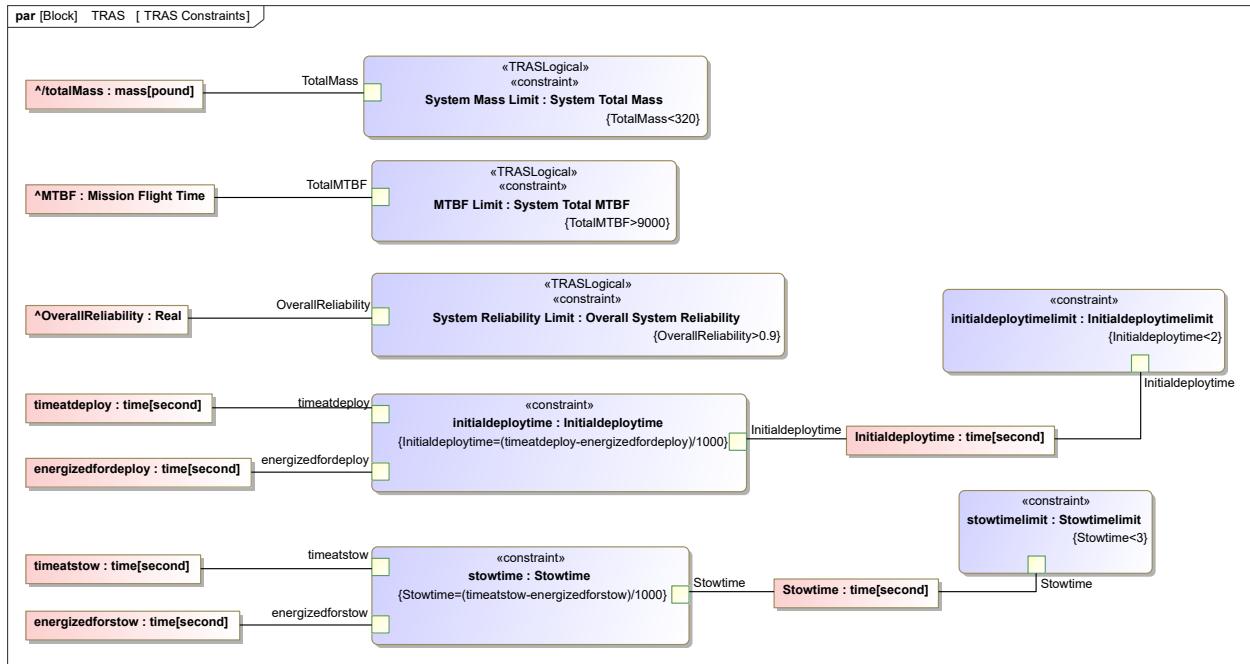 par [Block] TRAS [ TRAS Constraints]
^/totalMass : mass[pound]
TotalMass
«TRASLogical»
«constraint»
System Mass Limit : System Total Mass
{TotalMass<320}
^MTBF : Mission Flight Time
TotalMTBF
«TRASLogical»
«constraint»
MTBF Limit : System Total MTBF
{TotalMTBF>9000}
^OverallReliability : Real
OverallReliability
«TRASLogical»
«constraint»
System Reliability Limit : Overall System Reliability
{OverallReliability>0.9}
«constraint»
initialdeploytimelimit : Initialdeploytimelimit
{Initialdeploytime<2}
Initialdeploytime
timeatdeploy : time[second]
timeatdeploy
energizedfordeploy : time[second]
energizedfordeploy
«constraint»
initialdeploytime : Initialdeploytime
{Initialdeploytime=(timeatdeploy-energizedfordeploy)/1000}
Initialdeploytime
Initialdeploytime : time[second]
«constraint»
stowtimelimit : Stowtimelimit
{Stowtime<3}
Stowtime
timeatstow : time[second]
timeatstow
energizedforstow : time[second]
energizedforstow
«constraint»
stowtime : Stowtime
{Stowtime=(timeatstow-energizedforstow)/1000}
Stowtime
Stowtime : time[second]